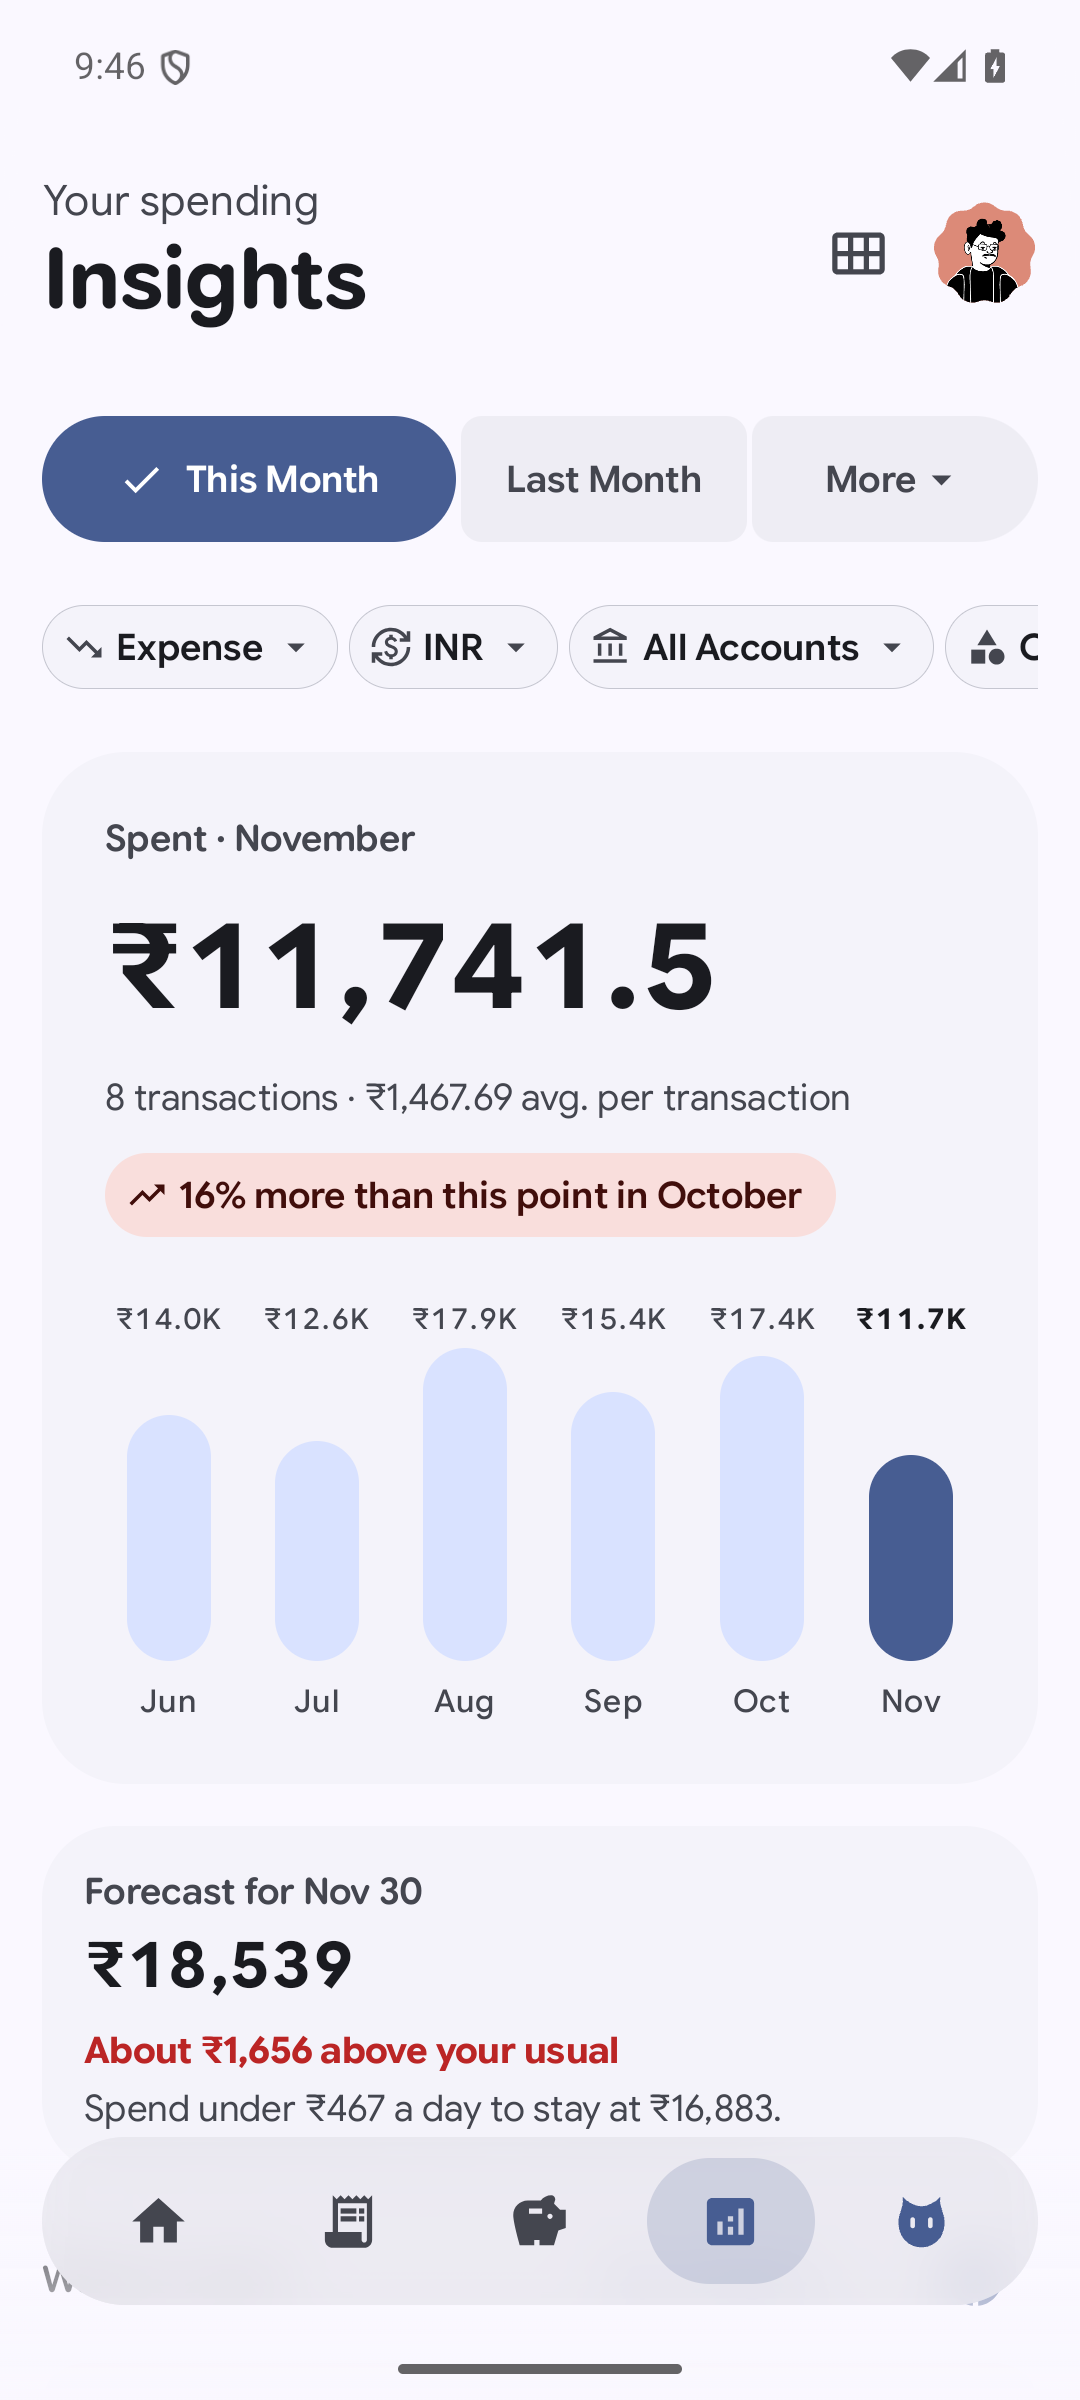 9:46
Your spending
Insights
This Month
Last Month
More
Expense
INR
All Accounts
Spent · November
₹11,741.5
8 transactions · ₹1,467.69 avg. per transaction
16% more than this point in October
₹14.0K ₹12.6K ₹17.9K ₹15.4K ₹17.4K ₹11.7K
Jun Jul Aug Sep Oct Nov
Forecast for Nov 30
₹18,539
About ₹1,656 above your usual
Spend under ₹467 a day to stay at ₹16,883.